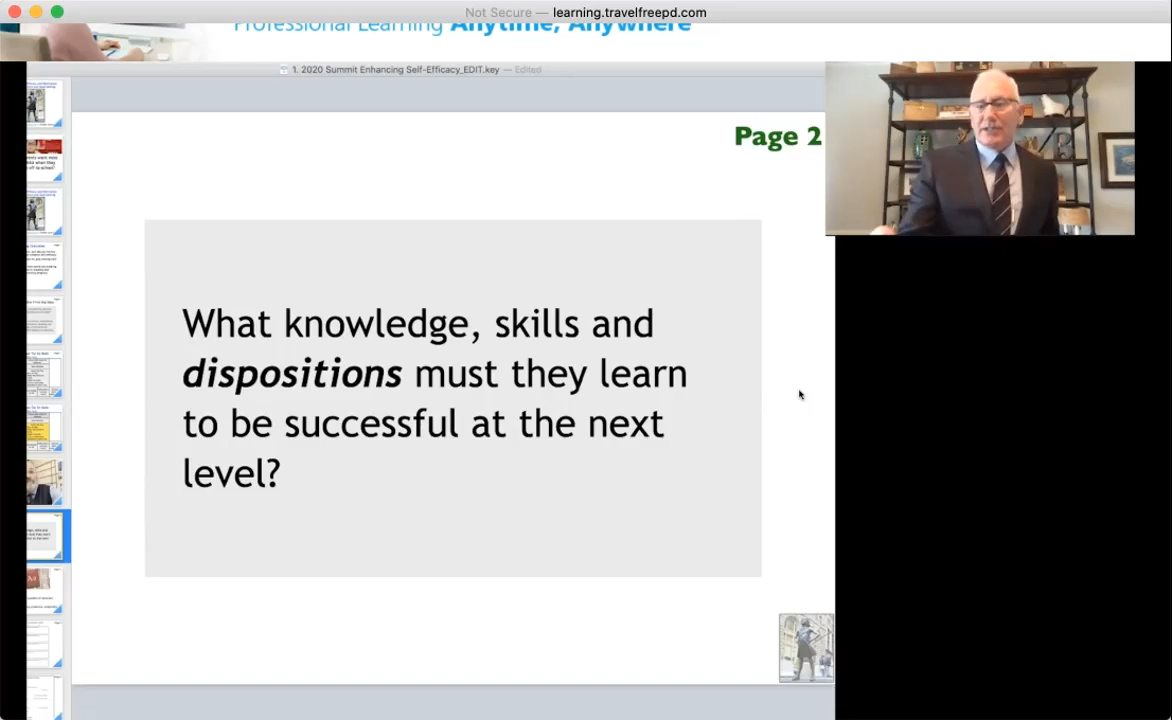 Not Secure — learning.travelfreepd.com
Professional Learning Anytime, Anywhere
1. 2020 Summit Enhancing Self-Efficacy_EDIT.key — Edited
Page 2
What knowledge, skills and
dispositions must they learn
to be successful at the next
level?